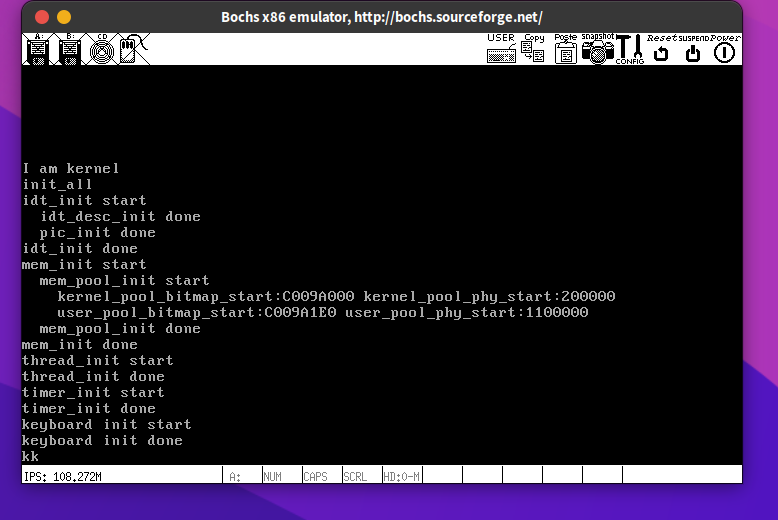 Bochs x86 emulator, http://bochs.sourceforge.net/
A: B: CD USER Copy Paste snapshot CONFIG Reset SUSPEND Power
I am kernel
init_all
idt_init start
idt_desc_init done
pic_init done
idt_init done
mem_init start
mem_pool_init start
kernel_pool_bitmap_start:C009A000 kernel_pool_phy_start:200000
user_pool_bitmap_start:C009A1E0 user_pool_phy_start:1100000
mem_pool_init done
mem_init done
thread_init start
thread_init done
timer_init start
timer_init done
keyboard init start
keyboard init done
kk
IPS: 108.272M A: NUM CAPS SCRL HD:0-M